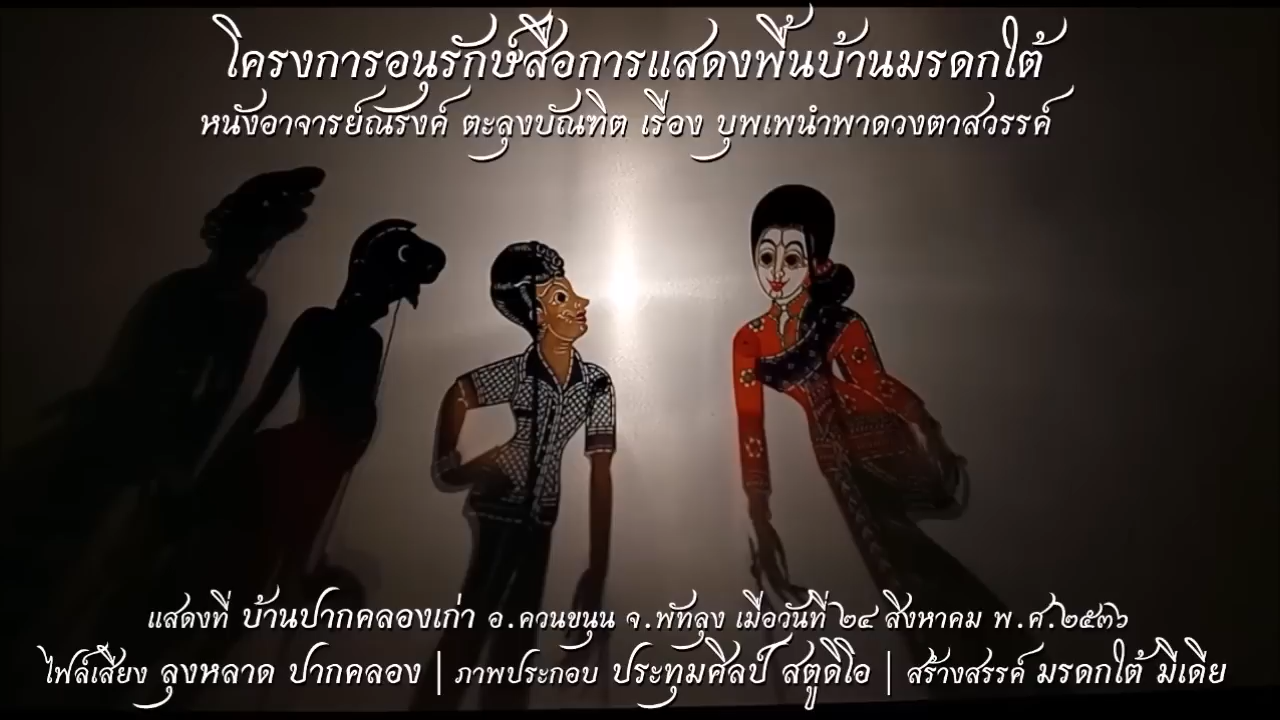 โครงการอนุรักษ์สื่อการแสดงพื้นบ้านมรดกใต้
หนังอาจารย์ณรงค์ ตะลุงบัณฑิต เรื่อง บุพเพนำพาดวงตาสวรรค์
แสดงที่ บ้านปากคลองเก่า อ.ควนขนุน จ.พัทลุง เมื่อวันที่ ๒๔ สิงหาคม พ.ศ.๒๕๓๖
ไฟล์เสียง ลุงหลาด ปากคลอง | ภาพประกอบ ประทุมศิลป์ สตูดิโอ | สร้างสรรค์ มรดกใต้ มีเดีย